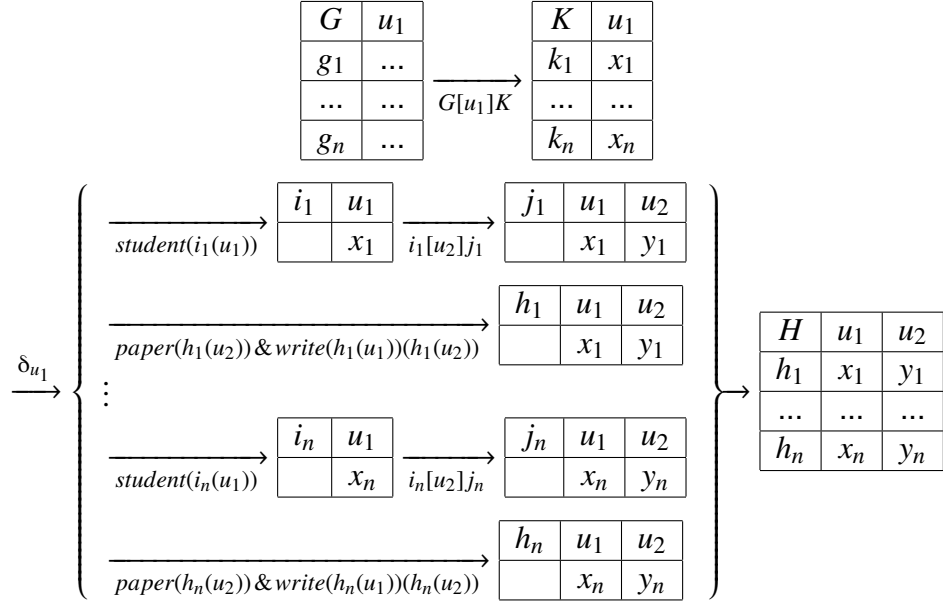 G u₁ K u₁
g₁ ... k₁ x₁
... ... G[u₁]K ... ...
gₙ ... kₙ xₙ
i₁ u₁ j₁ u₁ u₂
student(i₁(u₁)) x₁ i₁[u₂]j₁ x₁ y₁
h₁ u₁ u₂
paper(h₁(u₂))&write(h₁(u₁))(h₁(u₂)) x₁ y₁
H u₁ u₂
δ_{u₁} ⋮ h₁ x₁ y₁
... ... ...
hₙ xₙ yₙ
iₙ u₁ jₙ u₁ u₂
student(iₙ(u₁)) xₙ iₙ[u₂]jₙ xₙ yₙ
hₙ u₁ u₂
paper(hₙ(u₂))&write(hₙ(u₁))(hₙ(u₂)) xₙ yₙ